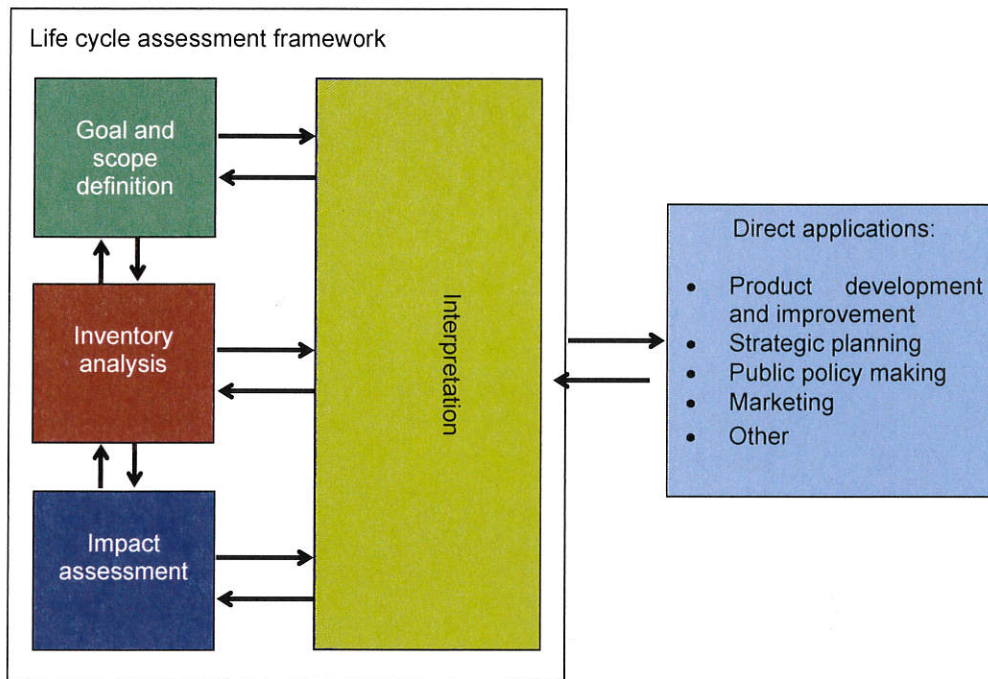 Life cycle assessment framework
Goal and
scope
definition
Inventory
analysis
Impact
assessment
Interpretation
Direct applications:
• Product development
and improvement
• Strategic planning
• Public policy making
• Marketing
• Other